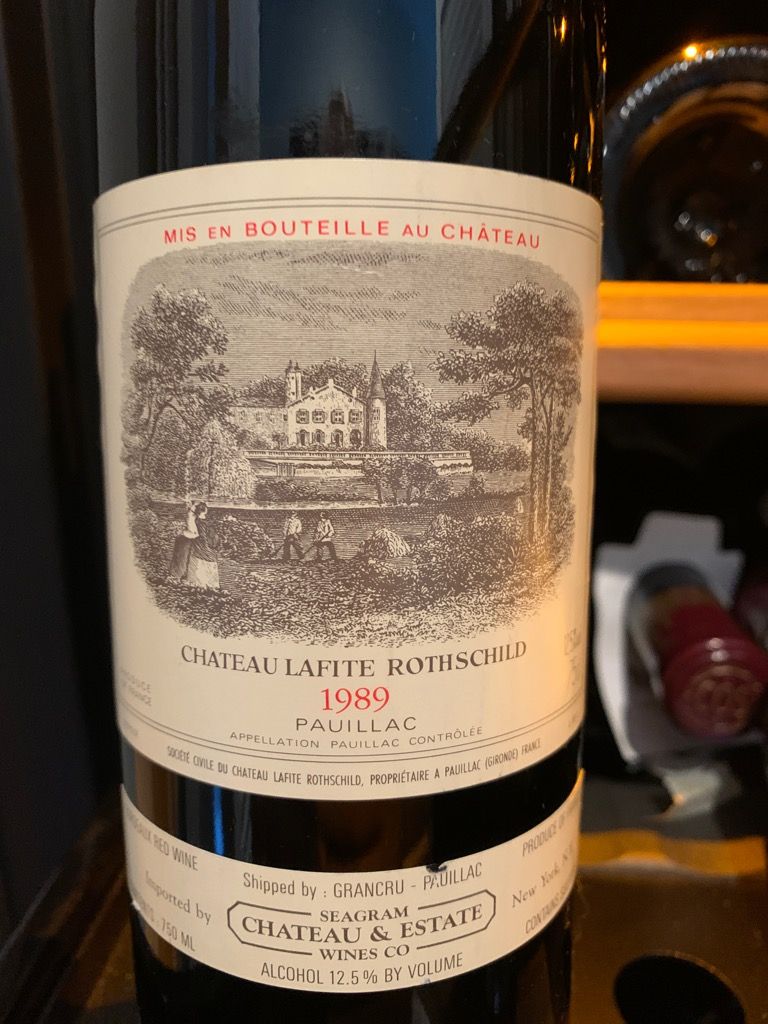 MIS EN BOUTEILLE AU CHÂTEAU
CHATEAU LAFITE ROTHSCHILD
1989
PAUILLAC
APPELLATION PAUILLAC CONTRÔLÉE
SOCIÉTÉ CIVILE DU CHATEAU LAFITE ROTHSCHILD, PROPRIÉTAIRE A PAUILLAC (GIRONDE) FRANCE
RED WINE
Shipped by : GRANCRU - PAUILLAC
PRODUCE OF
Imported by
SEAGRAM
CHATEAU & ESTATE
WINES CO
New York,
: 750 ML
ALCOHOL 12.5 % BY VOLUME
CONTAINS